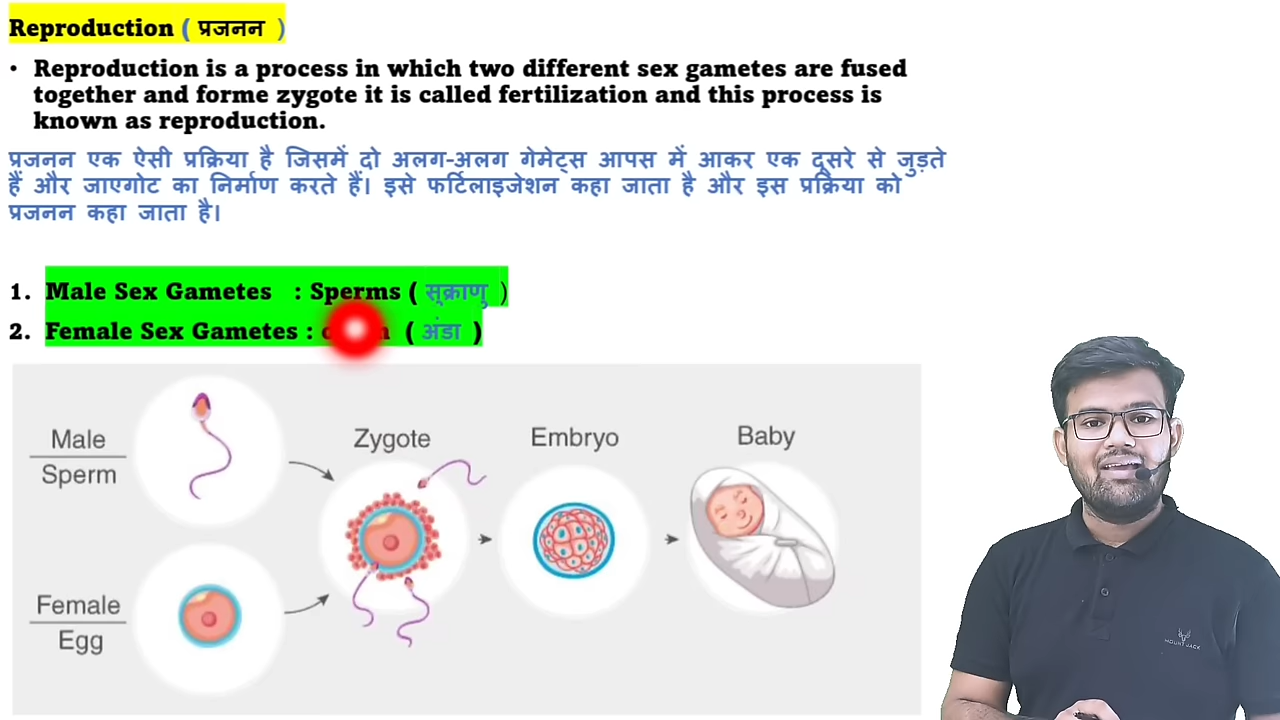 Reproduction ( प्रजनन )
• Reproduction is a process in which two different sex gametes are fused
together and forme zygote it is called fertilization and this process is
known as reproduction.
प्रजनन एक ऐसी प्रक्रिया है जिसमें दो अलग-अलग गेमेट्स आपस में आकर एक दूसरे से जुड़ते
हैं और जाएगोट का निर्माण करते हैं। इसे फर्टिलाइजेशन कहा जाता है और इस प्रक्रिया को
प्रजनन कहा जाता है।
1. Male Sex Gametes : Sperms ( सूक्राणु )
2. Female Sex Gametes : ( अंडा )
Male
Sperm
Zygote
Embryo
Baby
Female
Egg
MOUNT JACK